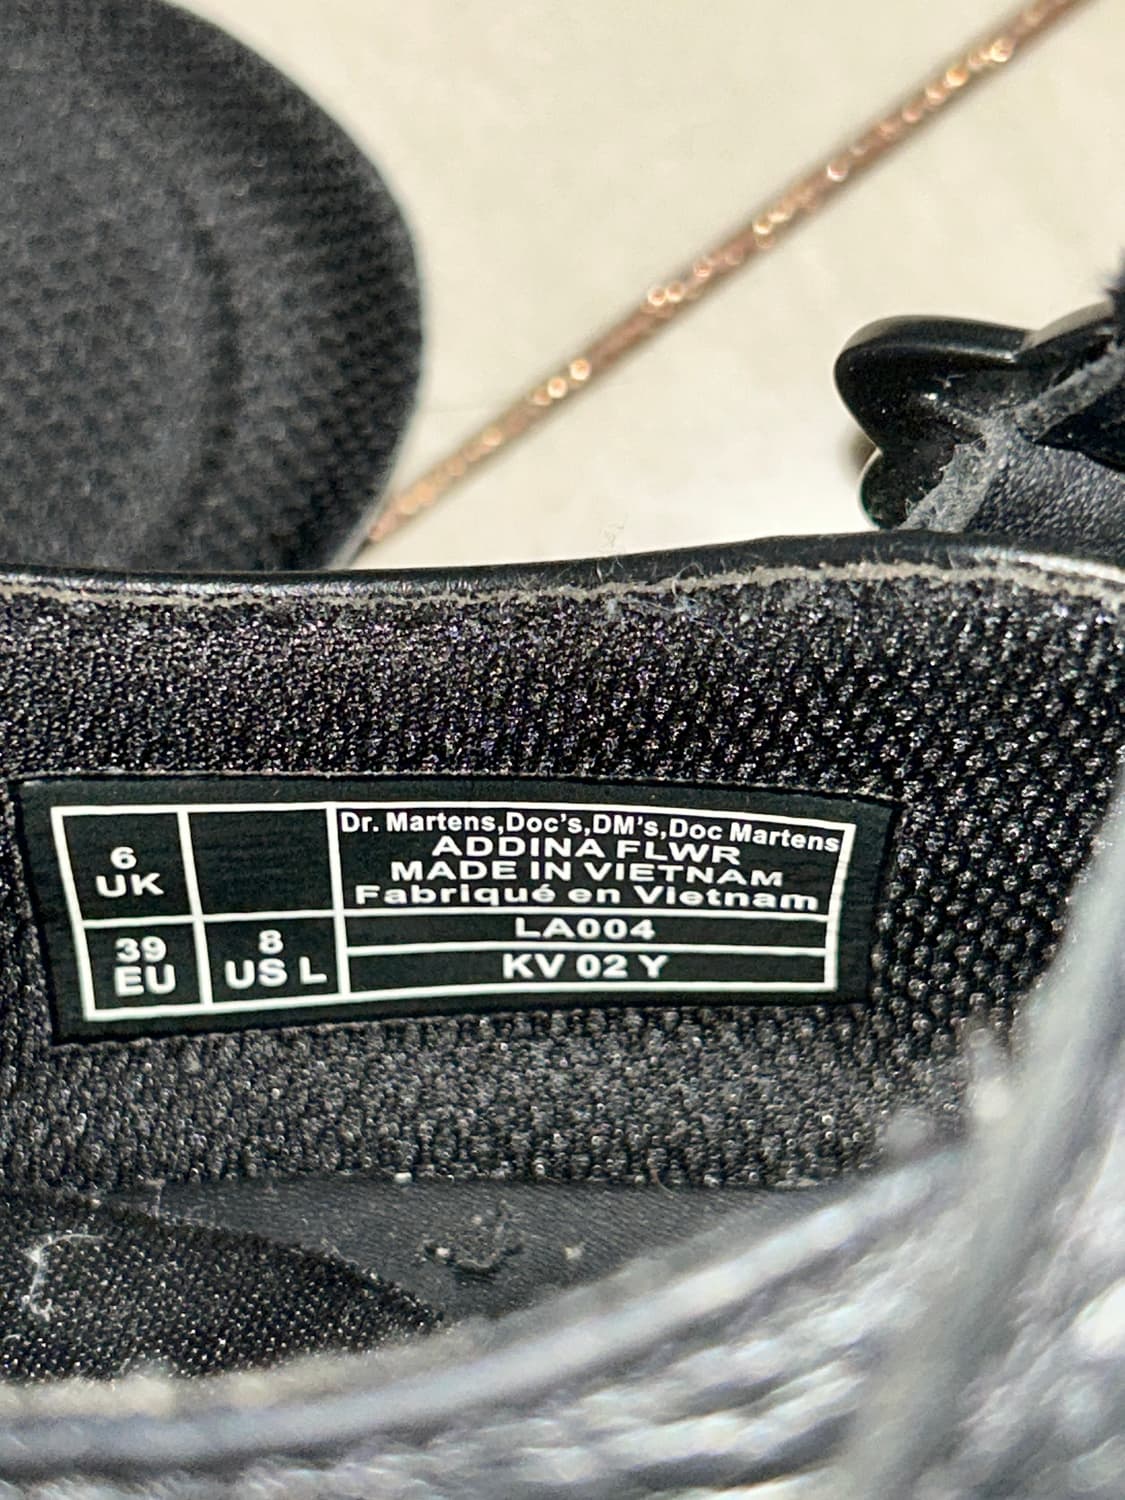 6
UK
39
EU
8
US L
Dr. Martens,Doc's,DM's,Doc Martens
ADDINA FLWR
MADE IN VIETNAM
Fabriqué en Vietnam
LA004
KV 02 Y